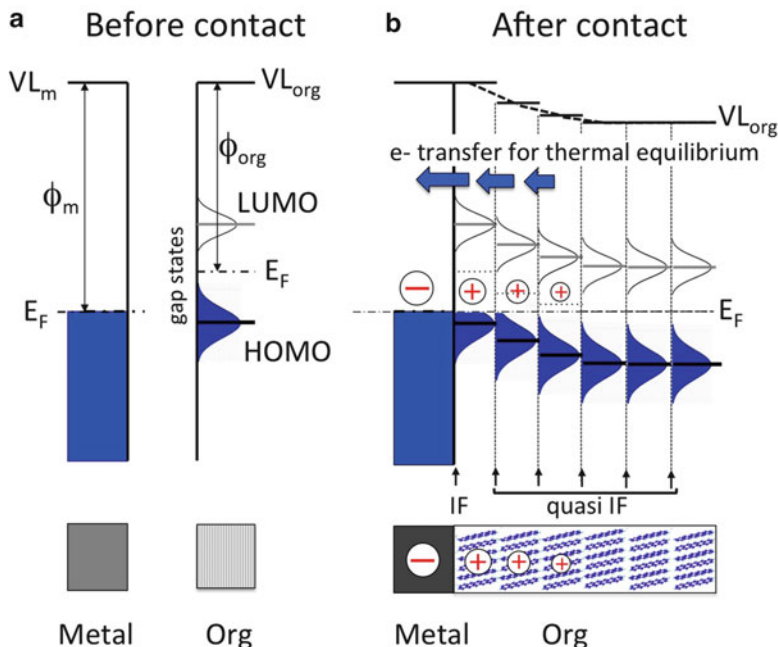 a Before contact
VLm VLorg
ϕm
ϕorg
LUMO
gap states
EF
EF
HOMO
Metal Org
b After contact
VLorg
e- transfer for thermal equilibrium
− + + +
EF
IF quasi IF
− + + +
Metal Org